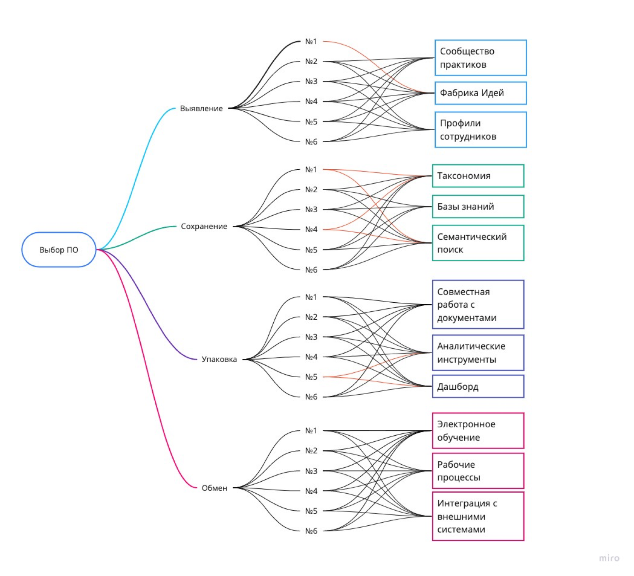 Выбор ПО
Выявление
№1
№2
№3
№4
№5
№6
Сообщество
практиков
Фабрика Идей
Профили
сотрудников
Сохранение
№1
№2
№3
№4
№5
№6
Таксономия
Базы знаний
Семантический
поиск
Упаковка
№1
№2
№3
№4
№5
№6
Совместная
работа с
документами
Аналитические
инструменты
Дашборд
Обмен
№1
№2
№3
№4
№5
№6
Электронное
обучение
Рабочие
процессы
Интеграция с
внешними
системами
miro